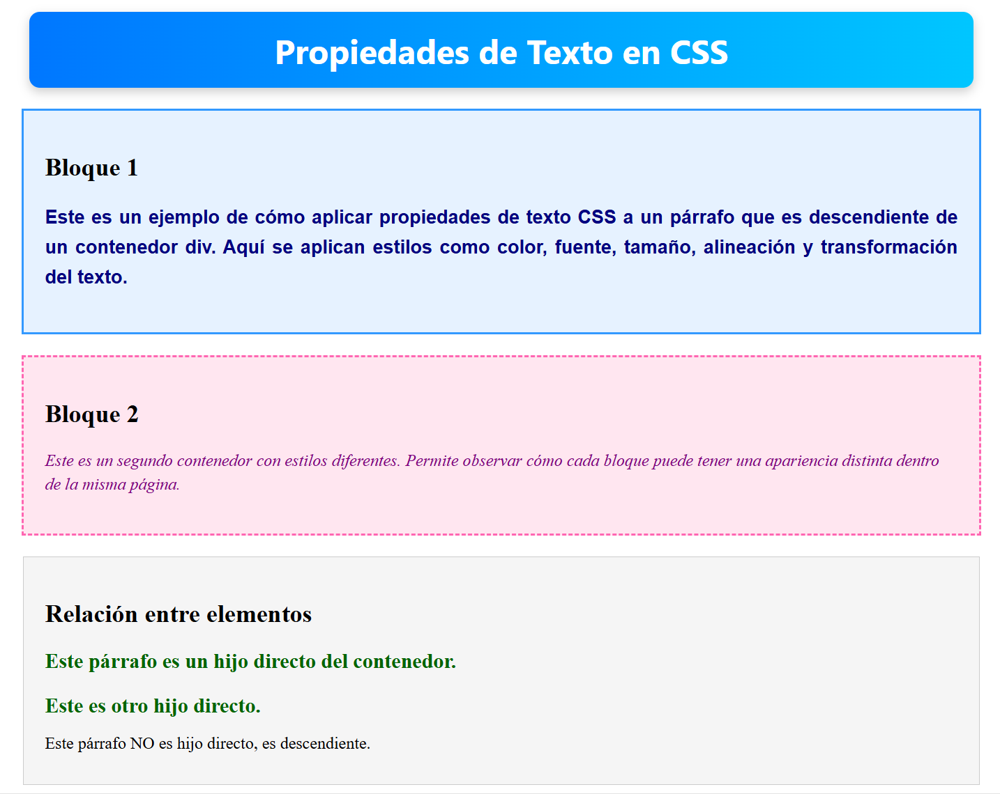 Propiedades de Texto en CSS
Bloque 1
Este es un ejemplo de cómo aplicar propiedades de texto CSS a un párrafo que es descendiente de
un contenedor div. Aquí se aplican estilos como color, fuente, tamaño, alineación y transformación
del texto.
Bloque 2
Este es un segundo contenedor con estilos diferentes. Permite observar cómo cada bloque puede tener una apariencia distinta dentro
de la misma página.
Relación entre elementos
Este párrafo es un hijo directo del contenedor.
Este es otro hijo directo.
Este párrafo NO es hijo directo, es descendiente.